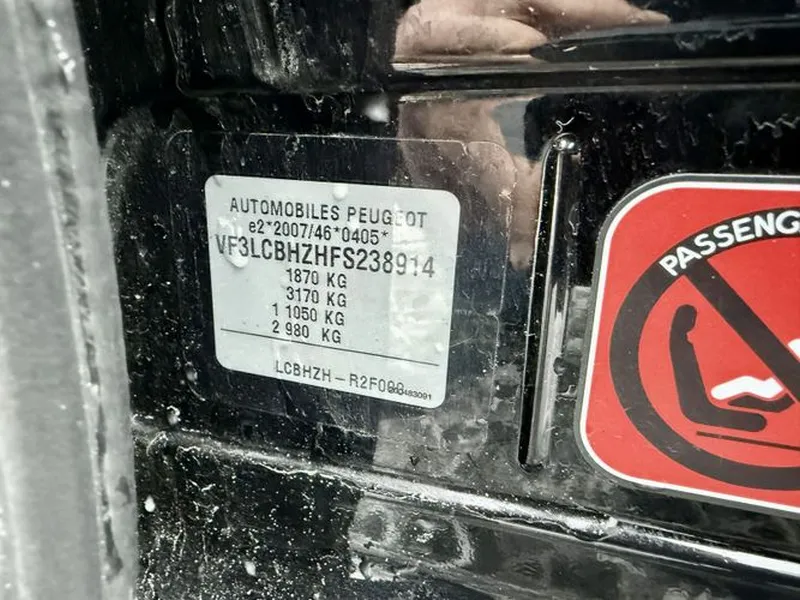 AUTOMOBILES PEUGEOT
e2*2007/46*0405*
VF3LCBHZHFS238914
1870 KG
3170 KG
1 1050 KG
2 980 KG
LCBHZH-R2F000
PASSENG